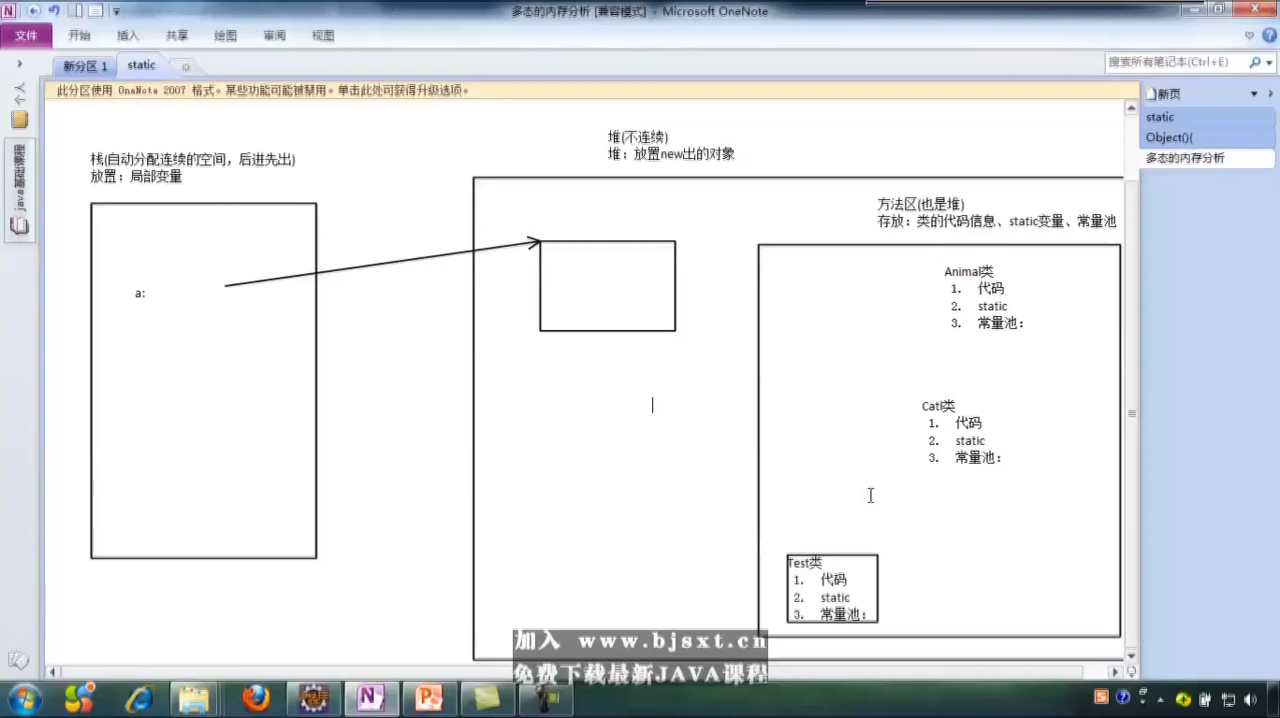 多态的内存分析 [兼容模式] - Microsoft OneNote
文件 开始 插入 共享 绘图 审阅 视图
新分区 1 static
搜索所有笔记本(Ctrl+E)
此分区使用 OneNote 2007 格式。某些功能可能被禁用。单击此处可获得升级选项。
新页
static
Object(){
多态的内存分析
栈(自动分配连续的空间，后进先出)
放置：局部变量
a:
堆(不连续)
堆：放置new出的对象
方法区(也是堆)
存放：类的代码信息、static变量、常量池
Animal类
1. 代码
2. static
3. 常量池：
Catl类
1. 代码
2. static
3. 常量池：
Test类
1. 代码
2. static
3. 常量池：
加入 www.bjsxt.cn
免费下载最新JAVA课程